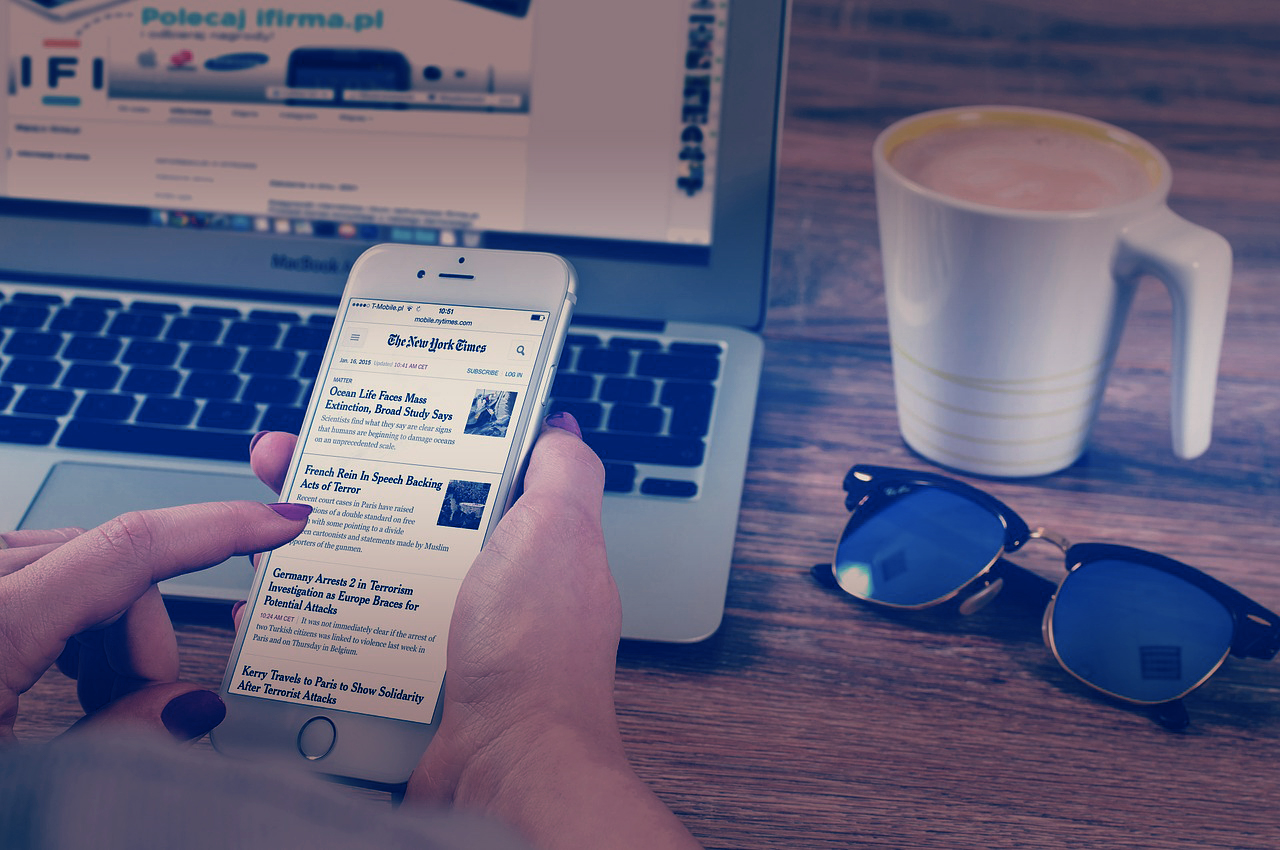 Polecaj ifirma.pl
i odbieraj nagrody!
IFI
MacBook
T-Mobile.pl 10:51
mobile.nytimes.com
The New York Times
Jan. 16, 2015 Updated 10:41 AM CET
SUBSCRIBE LOG IN
MATTER
Ocean Life Faces Mass
Extinction, Broad Study Says
Scientists find what they say are clear signs
that humans are beginning to damage oceans
on an unprecedented scale.
French Rein In Speech Backing
Acts of Terror
Recent court cases in Paris have raised
of a double standard on free
with some pointing to a divide
cartoonists and statements made by Muslim
of the gunmen.
Germany Arrests 2 in Terrorism
Investigation as Europe Braces for
Potential Attacks
10:24 AM CET It was not immediately clear if the arrest of
two Turkish citizens was linked to violence last week in
Paris and on Thursday in Belgium.
Kerry Travels to Paris to Show Solidarity
After Terrorist Attacks